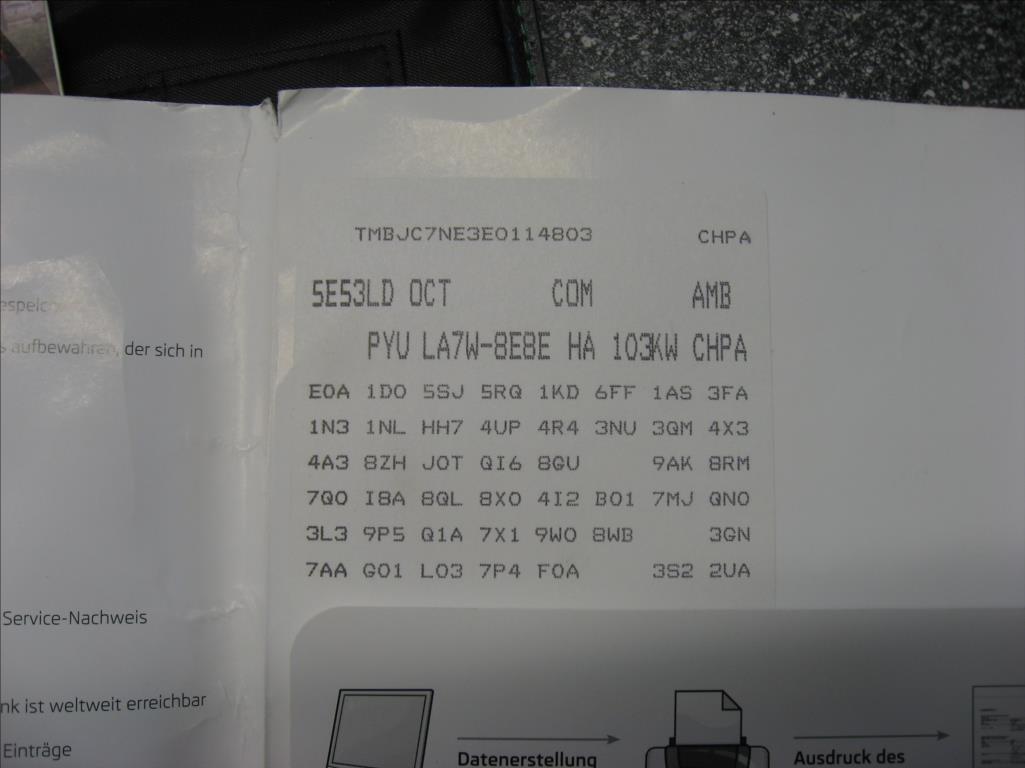 TMBJC7NE3E0114803 CHPA
5E53LD OCT COM AMB
PYU LA7W-8E8E HA 103KW CHPA
E0A 1D0 5SJ 5RQ 1KD 6FF 1AS 3FA
1N3 1NL HH7 4UP 4R4 3NU 3QM 4X3
4A3 8ZH J0T QI6 8GU 9AK 8RM
7Q0 I8A 8QL 8X0 4I2 B01 7MJ QN0
3L3 9P5 Q1A 7X1 9W0 8WB 3GN
7AA G01 L03 7P4 F0A 3S2 2UA
aufbewahren, der sich in
Service-Nachweis
nk ist weltweit erreichbar
Einträge
Datenerstellung
Ausdruck des